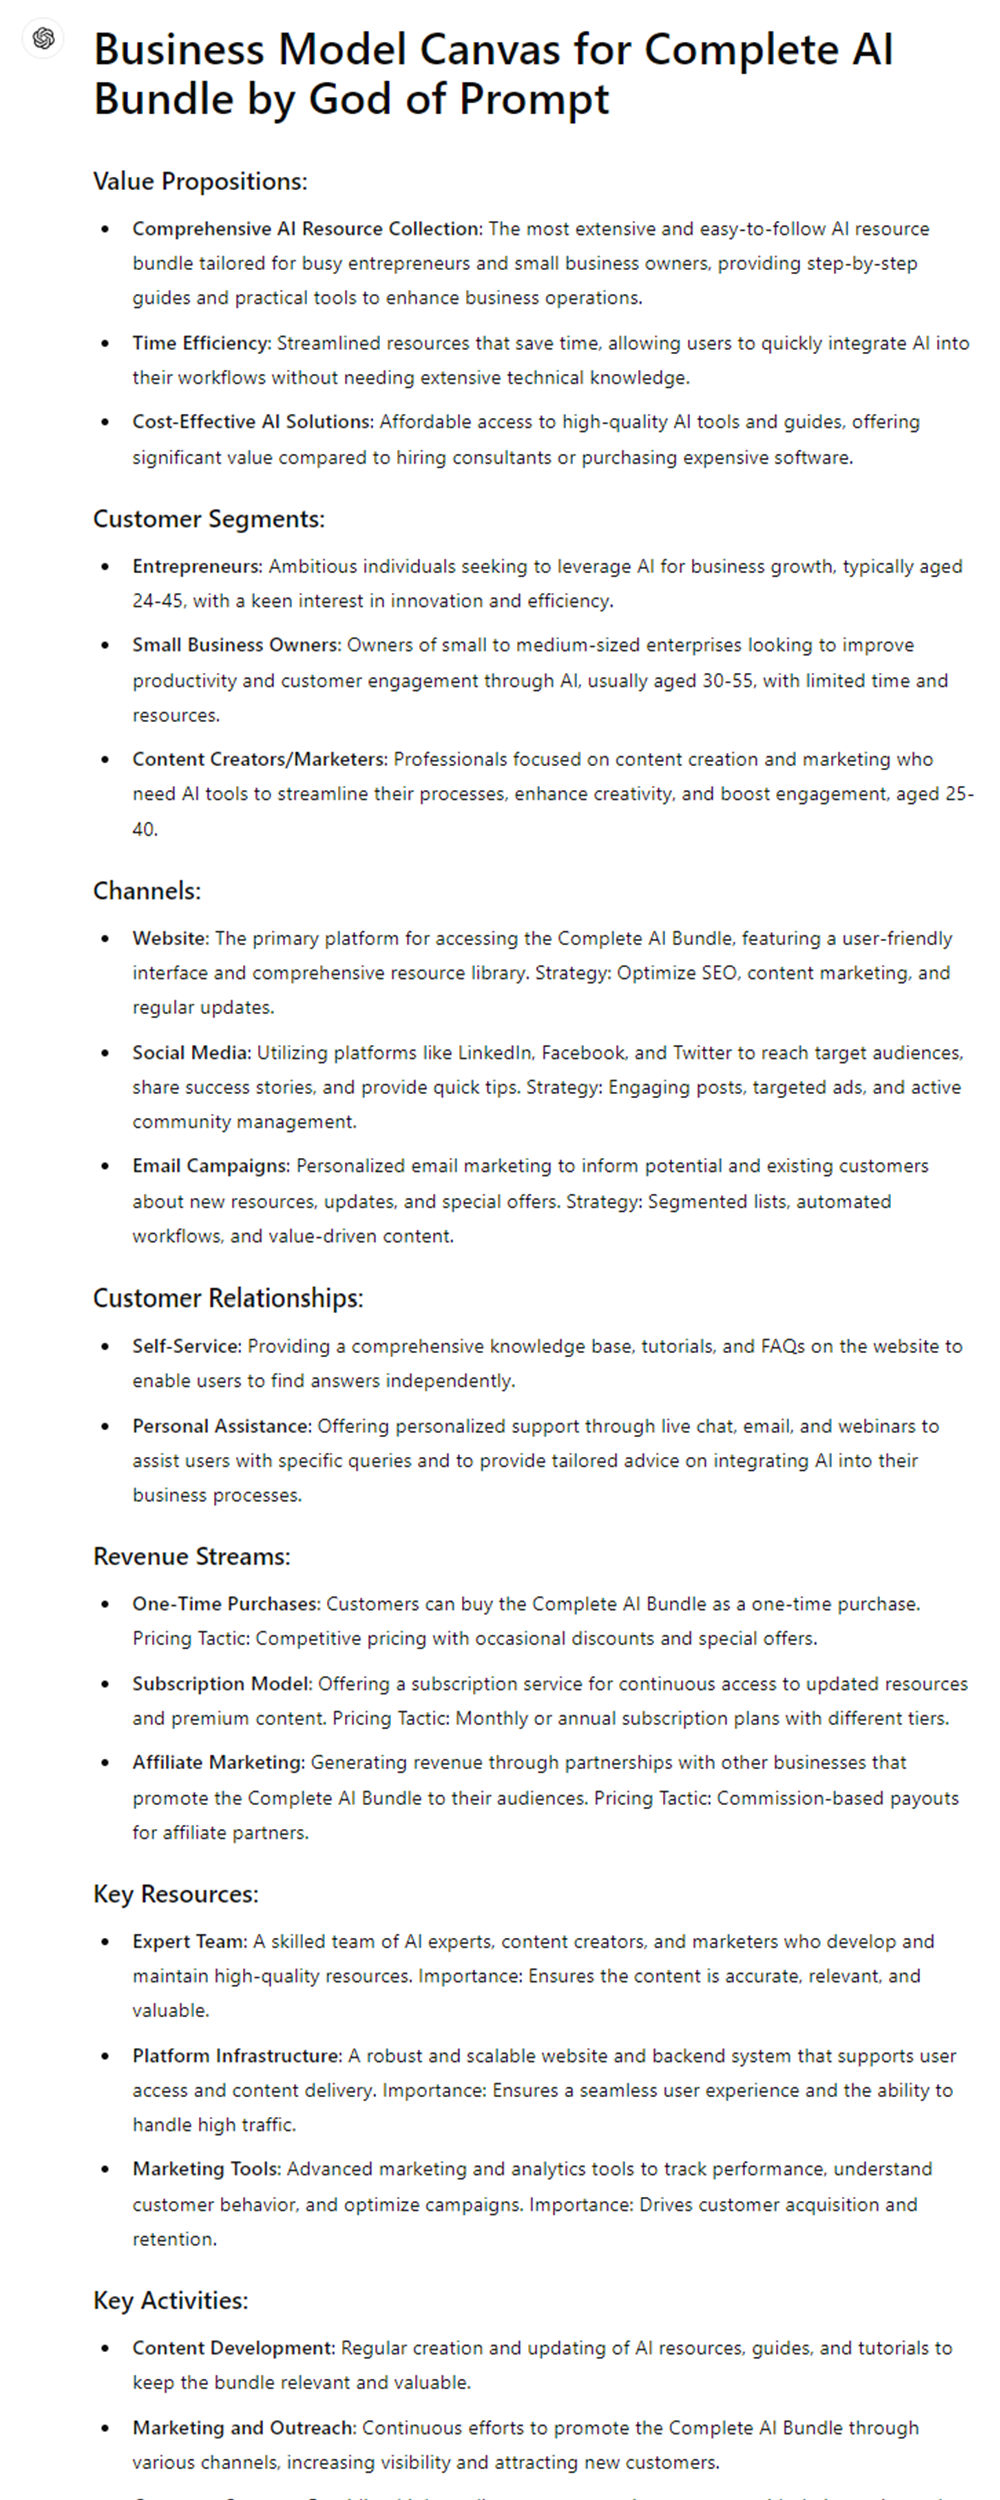 Business Model Canvas for Complete AI
Bundle by God of Prompt
Value Propositions:
• Comprehensive AI Resource Collection: The most extensive and easy-to-follow AI resource
bundle tailored for busy entrepreneurs and small business owners, providing step-by-step
guides and practical tools to enhance business operations.
• Time Efficiency: Streamlined resources that save time, allowing users to quickly integrate AI into
their workflows without needing extensive technical knowledge.
• Cost-Effective AI Solutions: Affordable access to high-quality AI tools and guides, offering
significant value compared to hiring consultants or purchasing expensive software.
Customer Segments:
• Entrepreneurs: Ambitious individuals seeking to leverage AI for business growth, typically aged
24-45, with a keen interest in innovation and efficiency.
• Small Business Owners: Owners of small to medium-sized enterprises looking to improve
productivity and customer engagement through AI, usually aged 30-55, with limited time and
resources.
• Content Creators/Marketers: Professionals focused on content creation and marketing who
need AI tools to streamline their processes, enhance creativity, and boost engagement, aged 25-
40.
Channels:
• Website: The primary platform for accessing the Complete AI Bundle, featuring a user-friendly
interface and comprehensive resource library. Strategy: Optimize SEO, content marketing, and
regular updates.
• Social Media: Utilizing platforms like LinkedIn, Facebook, and Twitter to reach target audiences,
share success stories, and provide quick tips. Strategy: Engaging posts, targeted ads, and active
community management.
• Email Campaigns: Personalized email marketing to inform potential and existing customers
about new resources, updates, and special offers. Strategy: Segmented lists, automated
workflows, and value-driven content.
Customer Relationships:
• Self-Service: Providing a comprehensive knowledge base, tutorials, and FAQs on the website to
enable users to find answers independently.
• Personal Assistance: Offering personalized support through live chat, email, and webinars to
assist users with specific queries and to provide tailored advice on integrating AI into their
business processes.
Revenue Streams:
• One-Time Purchases: Customers can buy the Complete AI Bundle as a one-time purchase.
Pricing Tactic: Competitive pricing with occasional discounts and special offers.
• Subscription Model: Offering a subscription service for continuous access to updated resources
and premium content. Pricing Tactic: Monthly or annual subscription plans with different tiers.
• Affiliate Marketing: Generating revenue through partnerships with other businesses that
promote the Complete AI Bundle to their audiences. Pricing Tactic: Commission-based payouts
for affiliate partners.
Key Resources:
• Expert Team: A skilled team of AI experts, content creators, and marketers who develop and
maintain high-quality resources. Importance: Ensures the content is accurate, relevant, and
valuable.
• Platform Infrastructure: A robust and scalable website and backend system that supports user
access and content delivery. Importance: Ensures a seamless user experience and the ability to
handle high traffic.
• Marketing Tools: Advanced marketing and analytics tools to track performance, understand
customer behavior, and optimize campaigns. Importance: Drives customer acquisition and
retention.
Key Activities:
• Content Development: Regular creation and updating of AI resources, guides, and tutorials to
keep the bundle relevant and valuable.
• Marketing and Outreach: Continuous efforts to promote the Complete AI Bundle through
various channels, increasing visibility and attracting new customers.